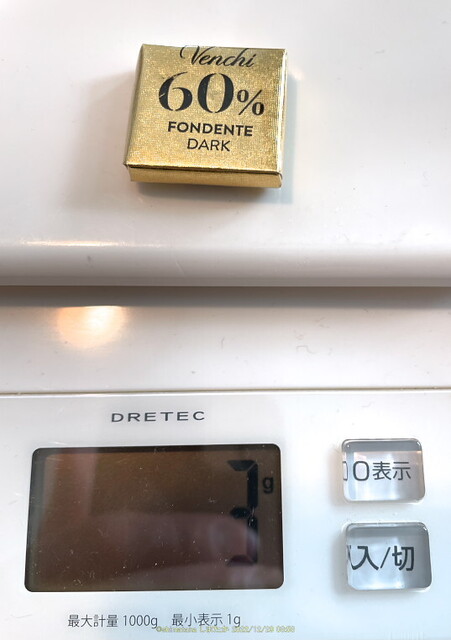 Venchi
60%
FONDENTE
DARK
DRETEC
3g
0表示
入/切
最大計量 1000g 最小表示 1g